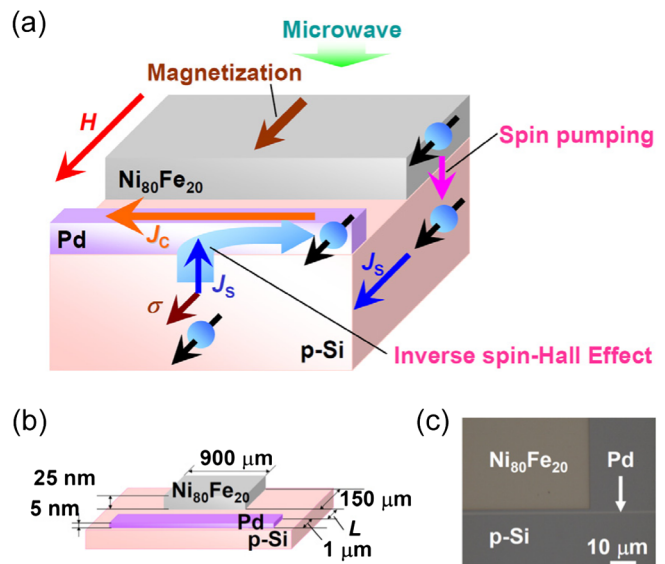 (a)
Microwave
Magnetization
H
Spin pumping
Ni80Fe20
Pd
JC
JS
JS
σ
p-Si
Inverse spin-Hall Effect
(b)
(c)
900 μm
25 nm
Ni80Fe20
150 μm
5 nm
Pd
L
p-Si
1 μm
Ni80Fe20
Pd
p-Si
10 μm